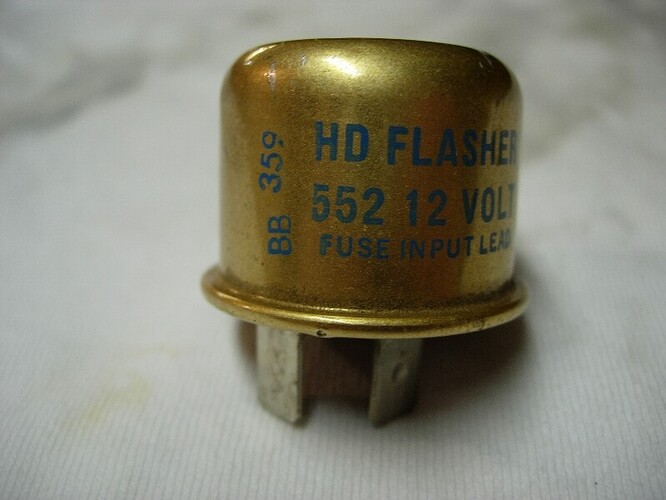 HD FLASHER
552 12 VOLT
FUSE INPUT LEAD
BB 359